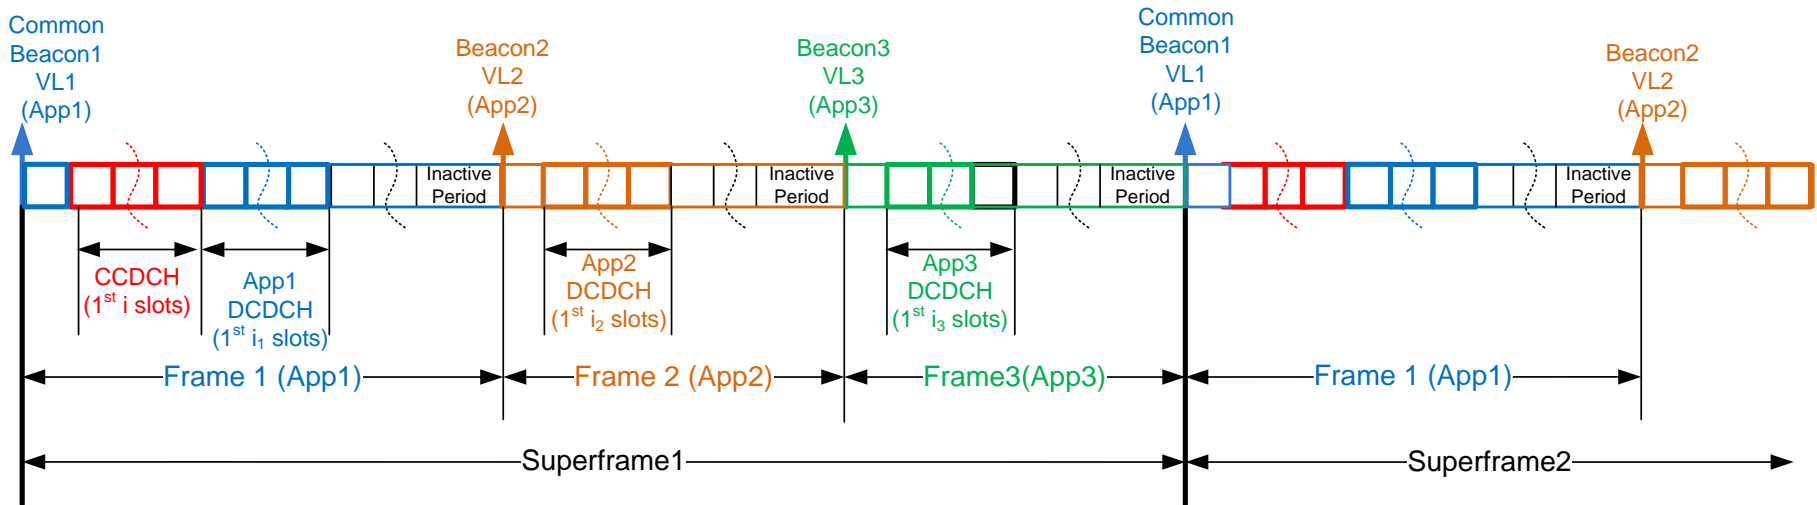 Common
Beacon1
VL1
(App1)
Beacon2
VL2
(App2)
Beacon3
VL3
(App3)
Common
Beacon1
VL1
(App1)
Beacon2
VL2
(App2)
Inactive
Period
Inactive
Period
Inactive
Period
Inactive
Period
CCDCH
(1st i slots)
App1
DCDCH
(1st i1 slots)
App2
DCDCH
(1st i2 slots)
App3
DCDCH
(1st i3 slots)
Frame 1 (App1)
Frame 2 (App2)
Frame3(App3)
Frame 1 (App1)
Superframe1
Superframe2